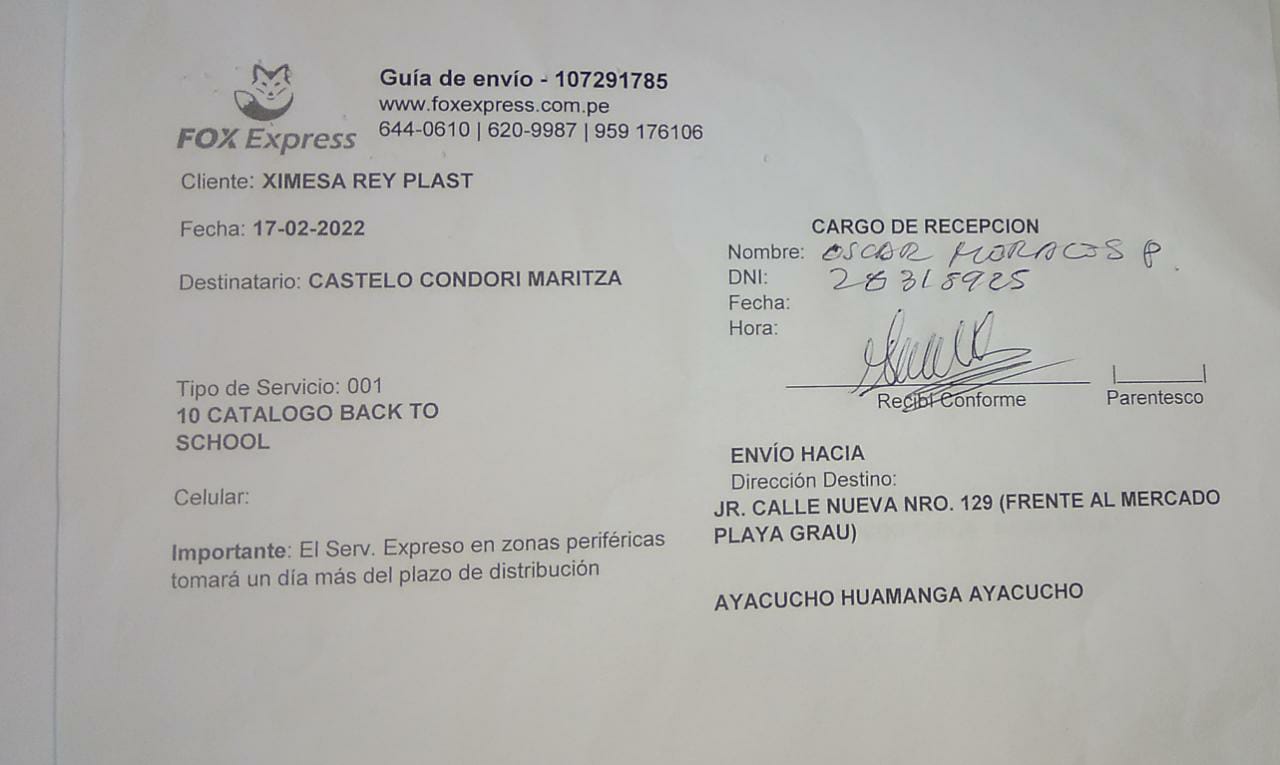 Guía de envío - 107291785
www.foxexpress.com.pe
644-0610 | 620-9987 | 959 176106
FOX Express
Cliente: XIMESA REY PLAST
Fecha: 17-02-2022
Destinatario: CASTELO CONDORI MARITZA
Tipo de Servicio: 001
10 CATALOGO BACK TO
SCHOOL
Celular:
Importante: El Serv. Expreso en zonas periféricas
tomará un día más del plazo de distribución
CARGO DE RECEPCION
Nombre: OSCAR MORALES P.
DNI: 28315925
Fecha:
Hora:
Recibí Conforme
Parentesco
ENVÍO HACIA
Dirección Destino:
JR. CALLE NUEVA NRO. 129 (FRENTE AL MERCADO
PLAYA GRAU)
AYACUCHO HUAMANGA AYACUCHO